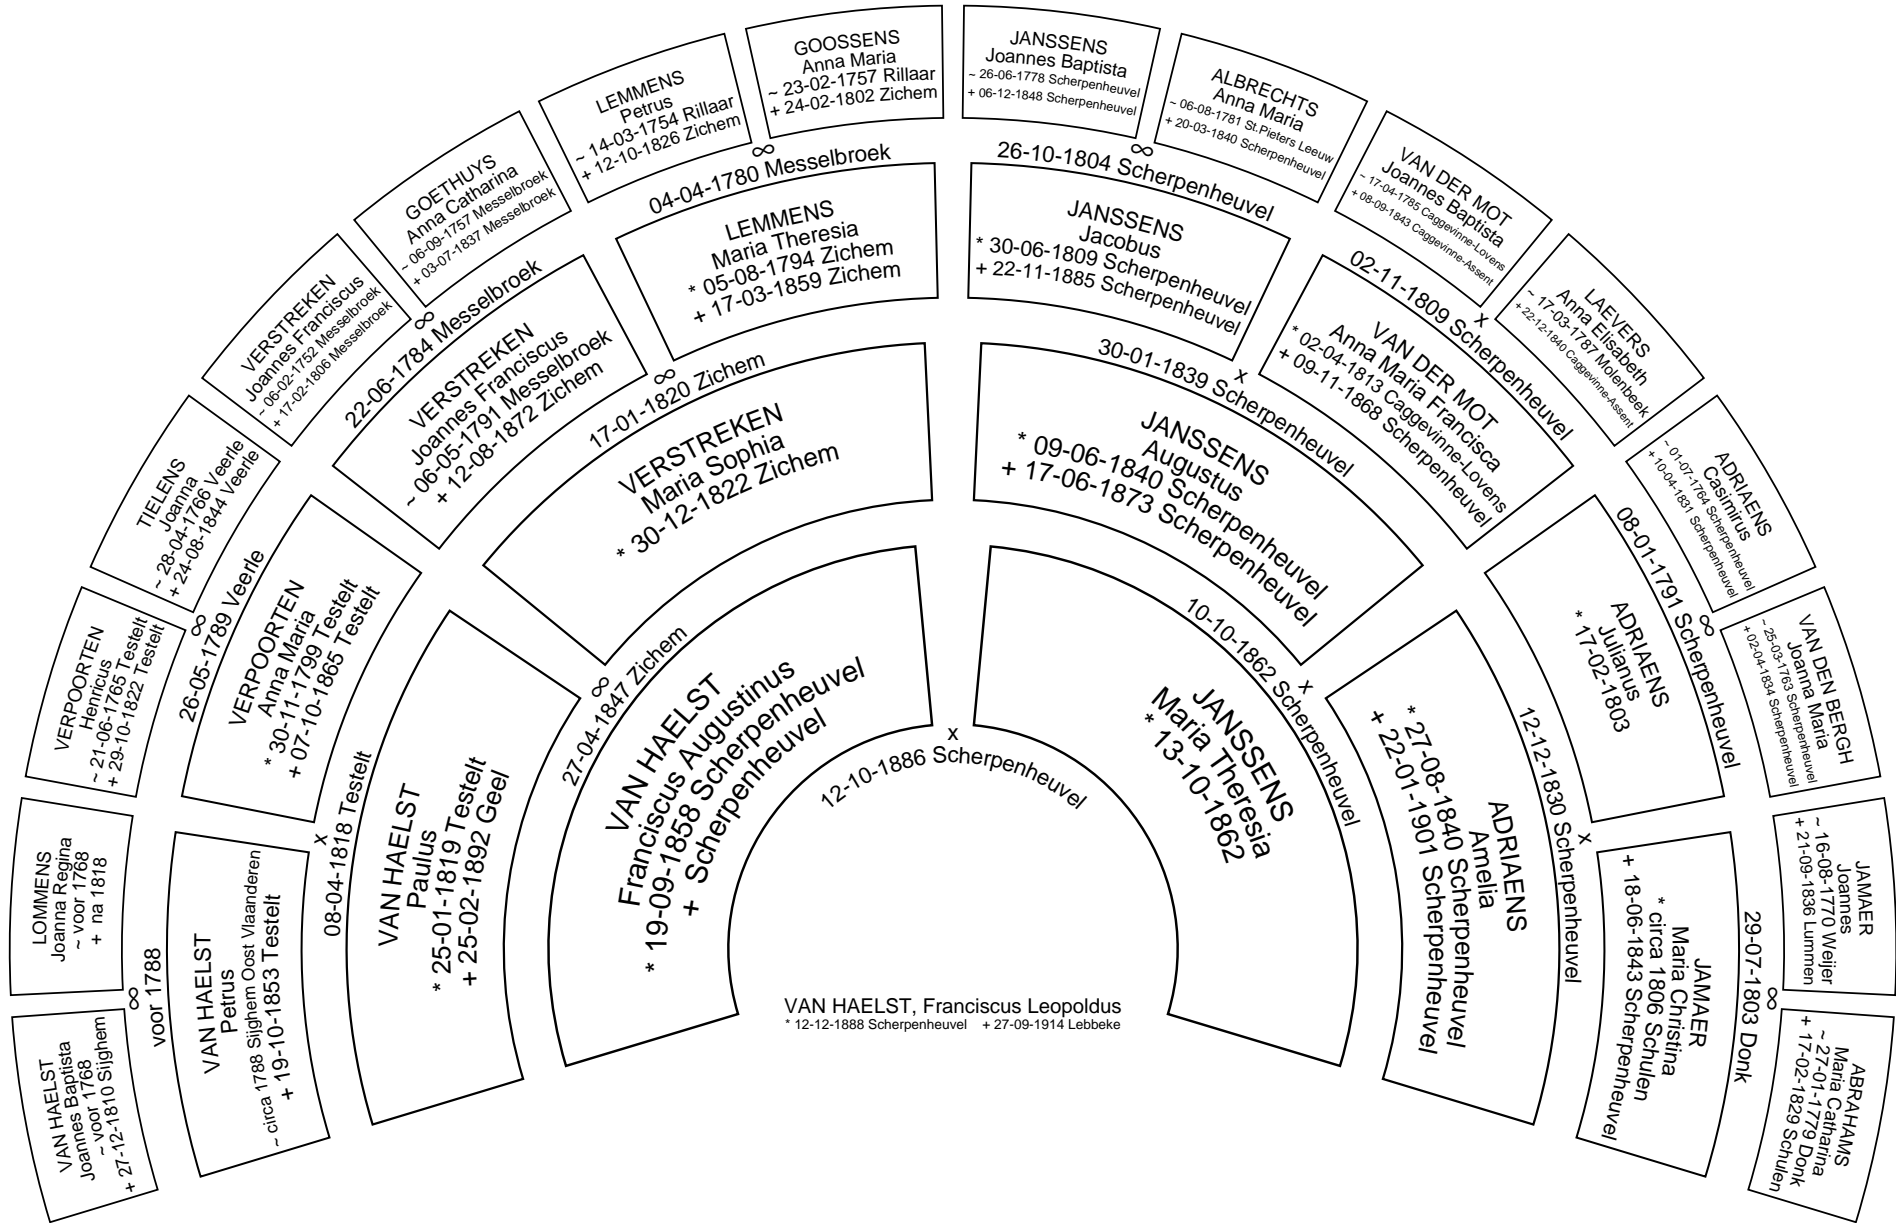 VAN HAELST
Joannes Baptista
~ voor 1768
+ 27-12-1810 Sijghem
∞
voor 1788
LOMMENS
Joanna Regina
~ voor 1768
+ na 1818
VERPOORTEN
Henricus
~ 21-06-1765 Testelt
+ 29-10-1822 Testelt
∞
26-05-1789 Veerle
TIELENS
Joanna
~ 28-04-1766 Veerle
+ 24-08-1844 Veerle
VERSTREKEN
Joannes Franciscus
~ 06-02-1752 Messelbroek
+ 17-02-1806 Messelbroek
∞
22-06-1784 Messelbroek
GOETHUYS
Anna Catharina
~ 06-09-1757 Messelbroek
+ 03-07-1837 Messelbroek
LEMMENS
Petrus
~ 14-03-1754 Rillaar
+ 12-10-1826 Zichem
∞
04-04-1780 Messelbroek
GOOSSENS
Anna Maria
~ 23-02-1757 Rillaar
+ 24-02-1802 Zichem
JANSSENS
Joannes Baptista
~ 26-06-1778 Scherpenheuvel
+ 06-12-1848 Scherpenheuvel
∞
26-10-1804 Scherpenheuvel
ALBRECHTS
Anna Maria
~ 06-08-1781 St.Pieters Leeuw
+ 20-03-1840 Scherpenheuvel
VAN DER MOT
Joannes Baptista
~ 17-04-1785 Caggevinne-Lovens
+ 08-09-1843 Caggevinne-Assent
x
02-11-1809 Scherpenheuvel
LAEVERS
Anna Elisabeth
~ 17-03-1787 Molenbeek
+ 22-12-1840 Caggevinne-Assent
ADRIAENS
Casimirus
~ 01-07-1764 Scherpenheuvel
+ 10-04-1831 Scherpenheuvel
∞
08-01-1791 Scherpenheuvel
VAN DEN BERGH
Joanna Maria
~ 25-03-1763 Scherpenheuvel
+ 02-04-1834 Scherpenheuvel
JAMAER
Joannes
~ 16-08-1770 Weijer
+ 21-09-1836 Lummen
∞
29-07-1803 Donk
ABRAHAMS
Maria Catharina
~ 27-01-1779 Donk
+ 17-02-1829 Schulen
VAN HAELST
Petrus
~ circa 1788 Sijghem Oost Vlaanderen
+ 19-10-1853 Testelt
x
08-04-1818 Testelt
VERPOORTEN
Anna Maria
* 30-11-1799 Testelt
+ 07-10-1865 Testelt
VERSTREKEN
Joannes Franciscus
~ 06-05-1791 Messelbroek
+ 12-08-1872 Zichem
∞
17-01-1820 Zichem
LEMMENS
Maria Theresia
* 05-08-1794 Zichem
+ 17-03-1859 Zichem
JANSSENS
Jacobus
* 30-06-1809 Scherpenheuvel
+ 22-11-1885 Scherpenheuvel
x
30-01-1839 Scherpenheuvel
VAN DER MOT
Anna Maria Francisca
* 02-04-1813 Caggevinne-Lovens
+ 09-11-1868 Scherpenheuvel
ADRIAENS
Julianus
* 17-02-1803
x
12-12-1830 Scherpenheuvel
JAMAER
Maria Christina
* circa 1806 Schulen
+ 18-06-1843 Scherpenheuvel
VAN HAELST
Paulus
* 25-01-1819 Testelt
+ 25-02-1892 Geel
∞
27-04-1847 Zichem
VERSTREKEN
Maria Sophia
* 30-12-1822 Zichem
JANSSENS
Augustus
* 09-06-1840 Scherpenheuvel
+ 17-06-1873 Scherpenheuvel
x
10-10-1862 Scherpenheuvel
ADRIAENS
Amelia
* 27-08-1840 Scherpenheuvel
+ 22-01-1901 Scherpenheuvel
VAN HAELST
Franciscus Augustinus
* 19-09-1858 Scherpenheuvel
+ Scherpenheuvel
x
12-10-1886 Scherpenheuvel
JANSSENS
Maria Theresia
* 13-10-1862
VAN HAELST, Franciscus Leopoldus
* 12-12-1888 Scherpenheuvel + 27-09-1914 Lebbeke